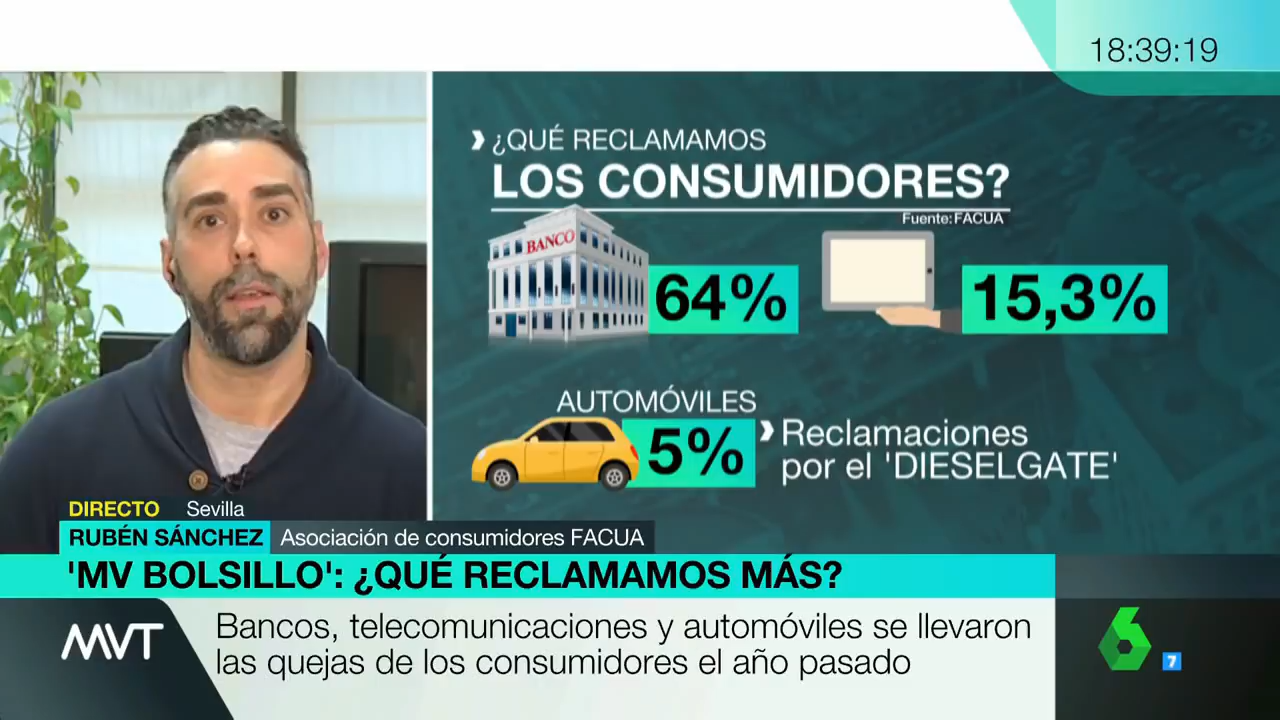 18:39:19
¿QUÉ RECLAMAMOS
LOS CONSUMIDORES?
Fuente: FACUA
BANCO
64%
15,3%
AUTOMÓVILES
5%
Reclamaciones
por el 'DIESELGATE'
DIRECTO Sevilla
RUBÉN SÁNCHEZ Asociación de consumidores FACUA
'MV BOLSILLO': ¿QUÉ RECLAMAMOS MÁS?
MVT
Bancos, telecomunicaciones y automóviles se llevaron
las quejas de los consumidores el año pasado
6
7